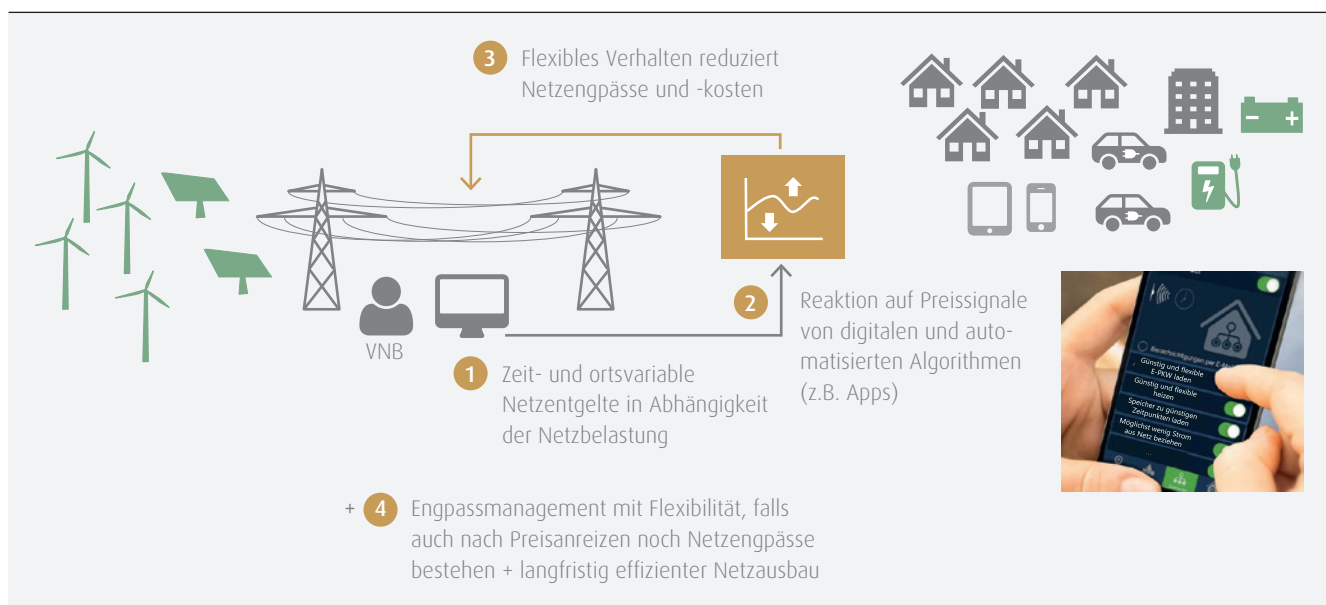 3 Flexibles Verhalten reduziert
Netzengpässe und -kosten
VNB
1 Zeit- und ortsvariable
Netzentgelte in Abhängigkeit
der Netzbelastung
2 Reaktion auf Preissignale
von digitalen und auto-
matisierten Algorithmen
(z.B. Apps)
Benachrichtigungen per E-Mail
Günstig und flexible
E-PKW laden
Günstig und flexible
heizen
Speicher zu günstigen
Zeitpunkten laden
Möglichst wenig Strom
aus Netz beziehen
...
+ 4 Engpassmanagement mit Flexibilität, falls
auch nach Preisanreizen noch Netzengpässe
bestehen + langfristig effizienter Netzausbau